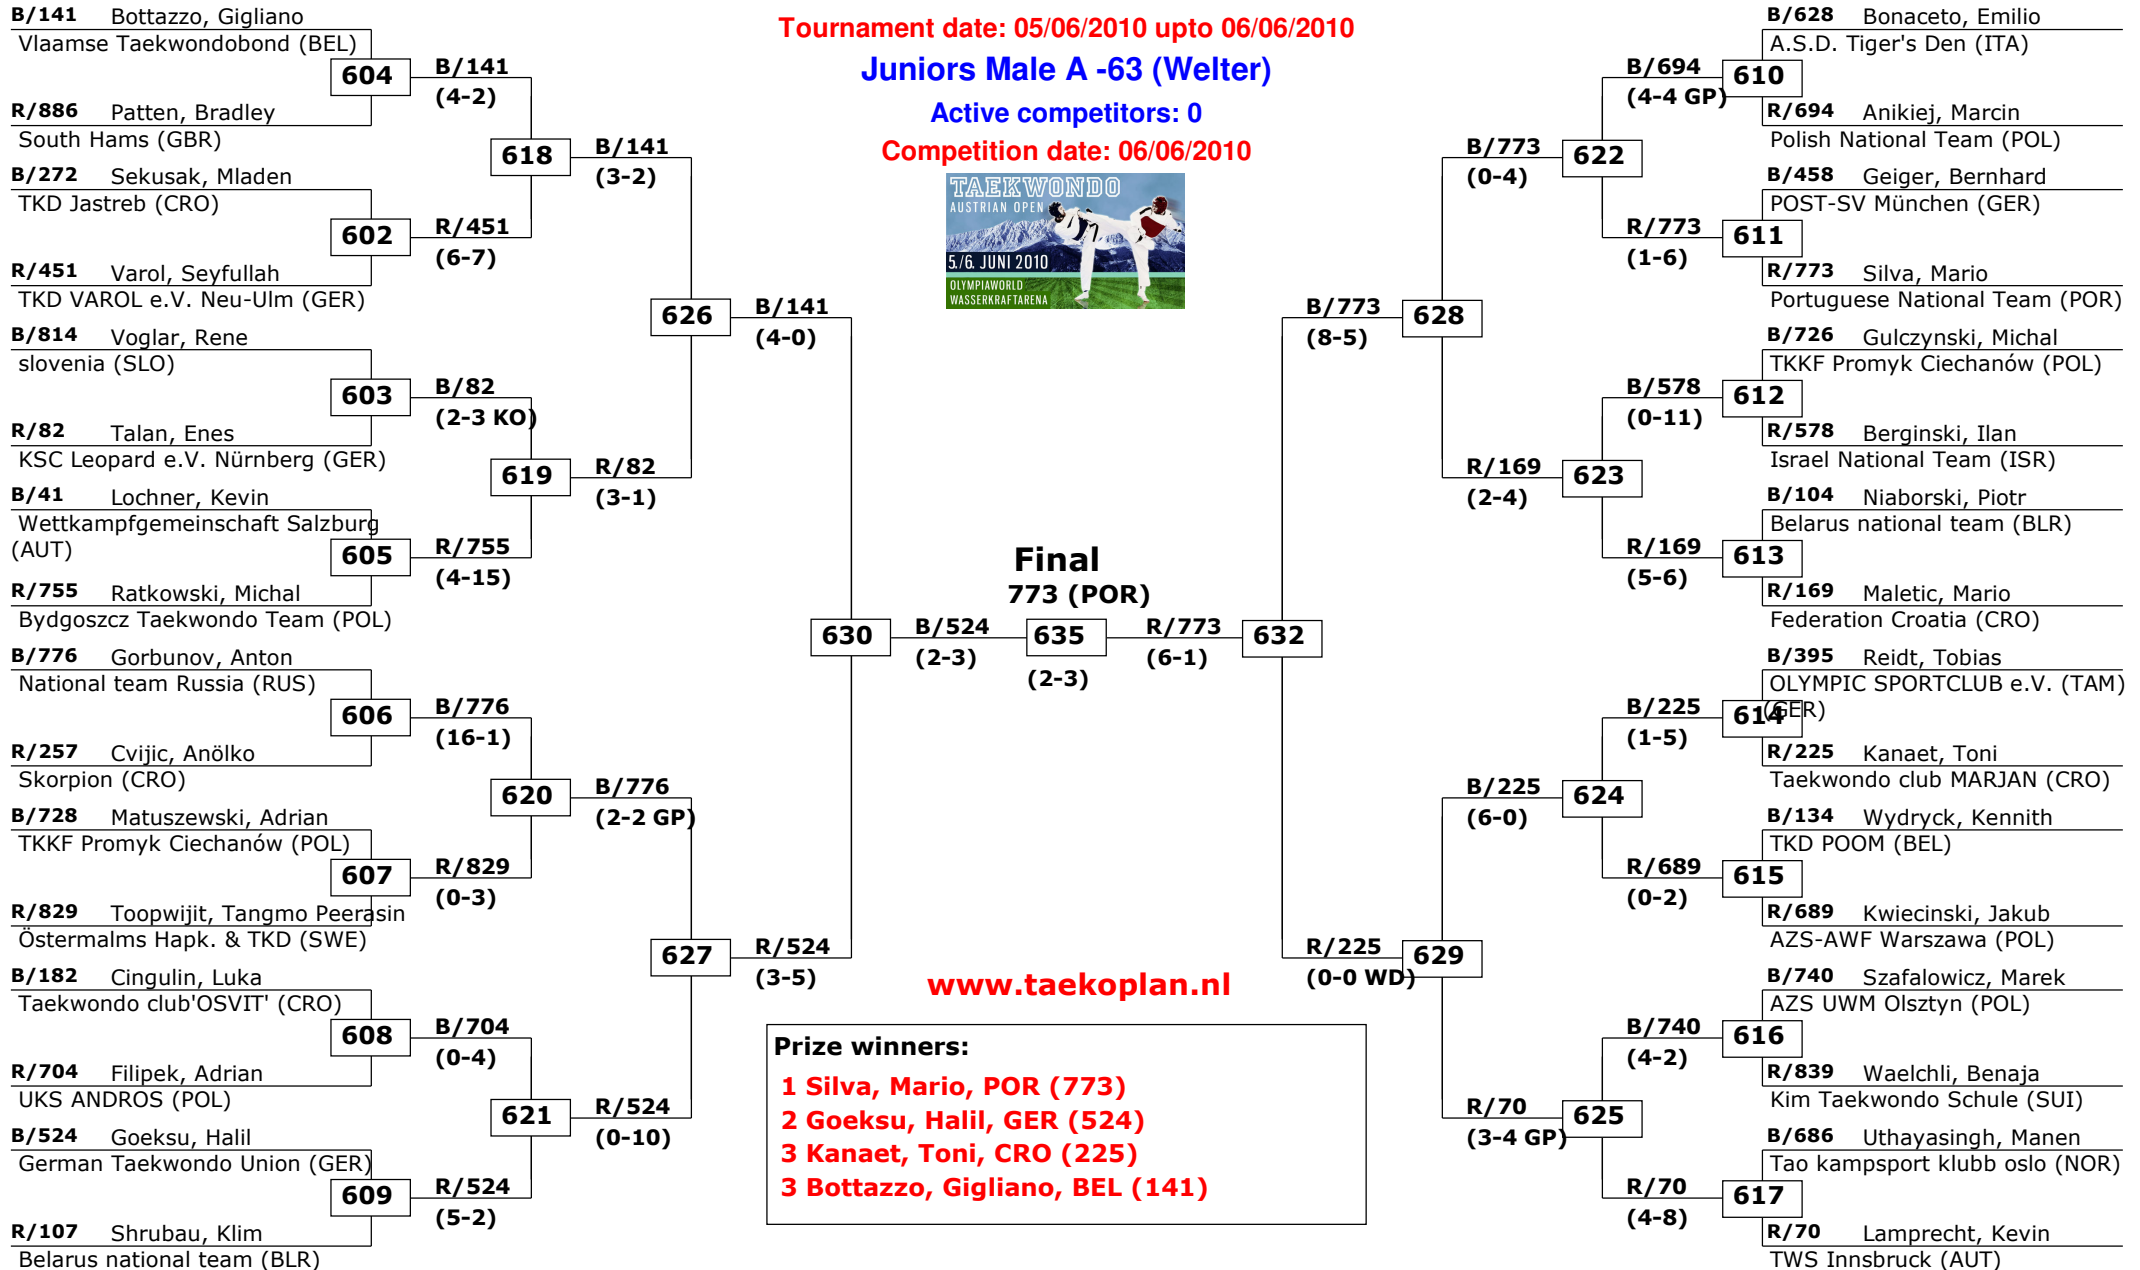 Tournament date: 05/06/2010 upto 06/06/2010
Juniors Male A -63 (Welter)
Active competitors: 0
Competition date: 06/06/2010
TAEKWONDO
AUSTRIAN OPEN
5./6. JUNI 2010
OLYMPIAWORLD
WASSERKRAFTARENA
B/141 Bottazzo, Gigliano
Vlaamse Taekwondobond (BEL)
604
R/886 Patten, Bradley
South Hams (GBR)
B/272 Sekusak, Mladen
TKD Jastreb (CRO)
602
R/451 Varol, Seyfullah
TKD VAROL e.V. Neu-Ulm (GER)
B/814 Voglar, Rene
slovenia (SLO)
603
R/82 Talan, Enes
KSC Leopard e.V. Nürnberg (GER)
B/41 Lochner, Kevin
Wettkampfgemeinschaft Salzburg
(AUT)
605
R/755 Ratkowski, Michal
Bydgoszcz Taekwondo Team (POL)
B/776 Gorbunov, Anton
National team Russia (RUS)
606
R/257 Cvijic, Anölko
Skorpion (CRO)
B/728 Matuszewski, Adrian
TKKF Promyk Ciechanów (POL)
607
R/829 Toopwijit, Tangmo Peerasin
Östermalms Hapk. & TKD (SWE)
B/182 Cingulin, Luka
Taekwondo club'OSVIT' (CRO)
608
R/704 Filipek, Adrian
UKS ANDROS (POL)
B/524 Goeksu, Halil
German Taekwondo Union (GER)
609
R/107 Shrubau, Klim
Belarus national team (BLR)
B/141
(4-2)
618
R/451
(6-7)
B/82
(2-3 KO)
619
R/755
(4-15)
B/776
(16-1)
620
R/829
(0-3)
B/704
(0-4)
621
R/524
(5-2)
B/141
(3-2)
626
R/82
(3-1)
B/776
(2-2 GP)
627
R/524
(0-10)
B/141
(4-0)
630
R/524
(3-5)
B/524
(2-3)
Final
773 (POR)
635
(2-3)
R/773
(6-1)
632
B/773
(8-5)
628
R/225
(0-0 WD)
629
B/773
(0-4)
622
R/169
(2-4)
623
B/225
(6-0)
624
R/70
(3-4 GP)
625
B/694
(4-4 GP)
R/773
(1-6)
B/578
(0-11)
R/169
(5-6)
B/225
(1-5)
R/689
(0-2)
B/740
(4-2)
R/70
(4-8)
B/628 Bonaceto, Emilio
A.S.D. Tiger's Den (ITA)
610
R/694 Anikiej, Marcin
Polish National Team (POL)
B/458 Geiger, Bernhard
POST-SV München (GER)
611
R/773 Silva, Mario
Portuguese National Team (POR)
B/726 Gulczynski, Michal
TKKF Promyk Ciechanów (POL)
612
R/578 Berginski, Ilan
Israel National Team (ISR)
B/104 Niaborski, Piotr
Belarus national team (BLR)
613
R/169 Maletic, Mario
Federation Croatia (CRO)
B/395 Reidt, Tobias
OLYMPIC SPORTCLUB e.V. (TAM)
(GER)
614
R/225 Kanaet, Toni
Taekwondo club MARJAN (CRO)
B/134 Wydryck, Kennith
TKD POOM (BEL)
615
R/689 Kwiecinski, Jakub
AZS-AWF Warszawa (POL)
B/740 Szafalowicz, Marek
AZS UWM Olsztyn (POL)
616
R/839 Waelchli, Benaja
Kim Taekwondo Schule (SUI)
B/686 Uthayasingh, Manen
Tao kampsport klubb oslo (NOR)
617
R/70 Lamprecht, Kevin
TWS Innsbruck (AUT)
www.taekoplan.nl
Prize winners:
1 Silva, Mario, POR (773)
2 Goeksu, Halil, GER (524)
3 Kanaet, Toni, CRO (225)
3 Bottazzo, Gigliano, BEL (141)